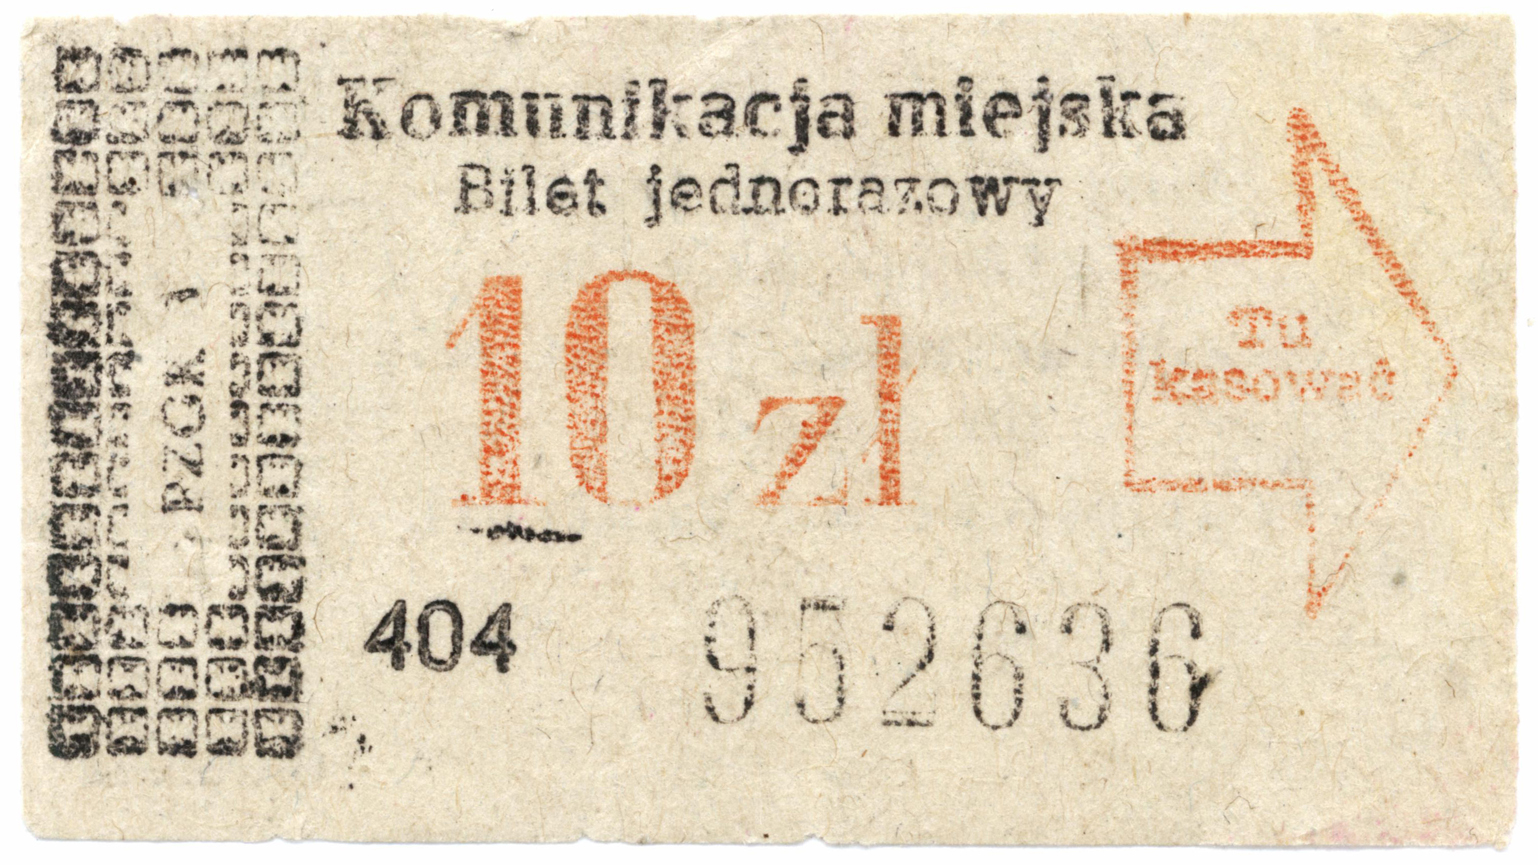 Komunikacja miejska
Bilet jednorazowy
10 zł
Tu
kasować
PZGK
404
952636